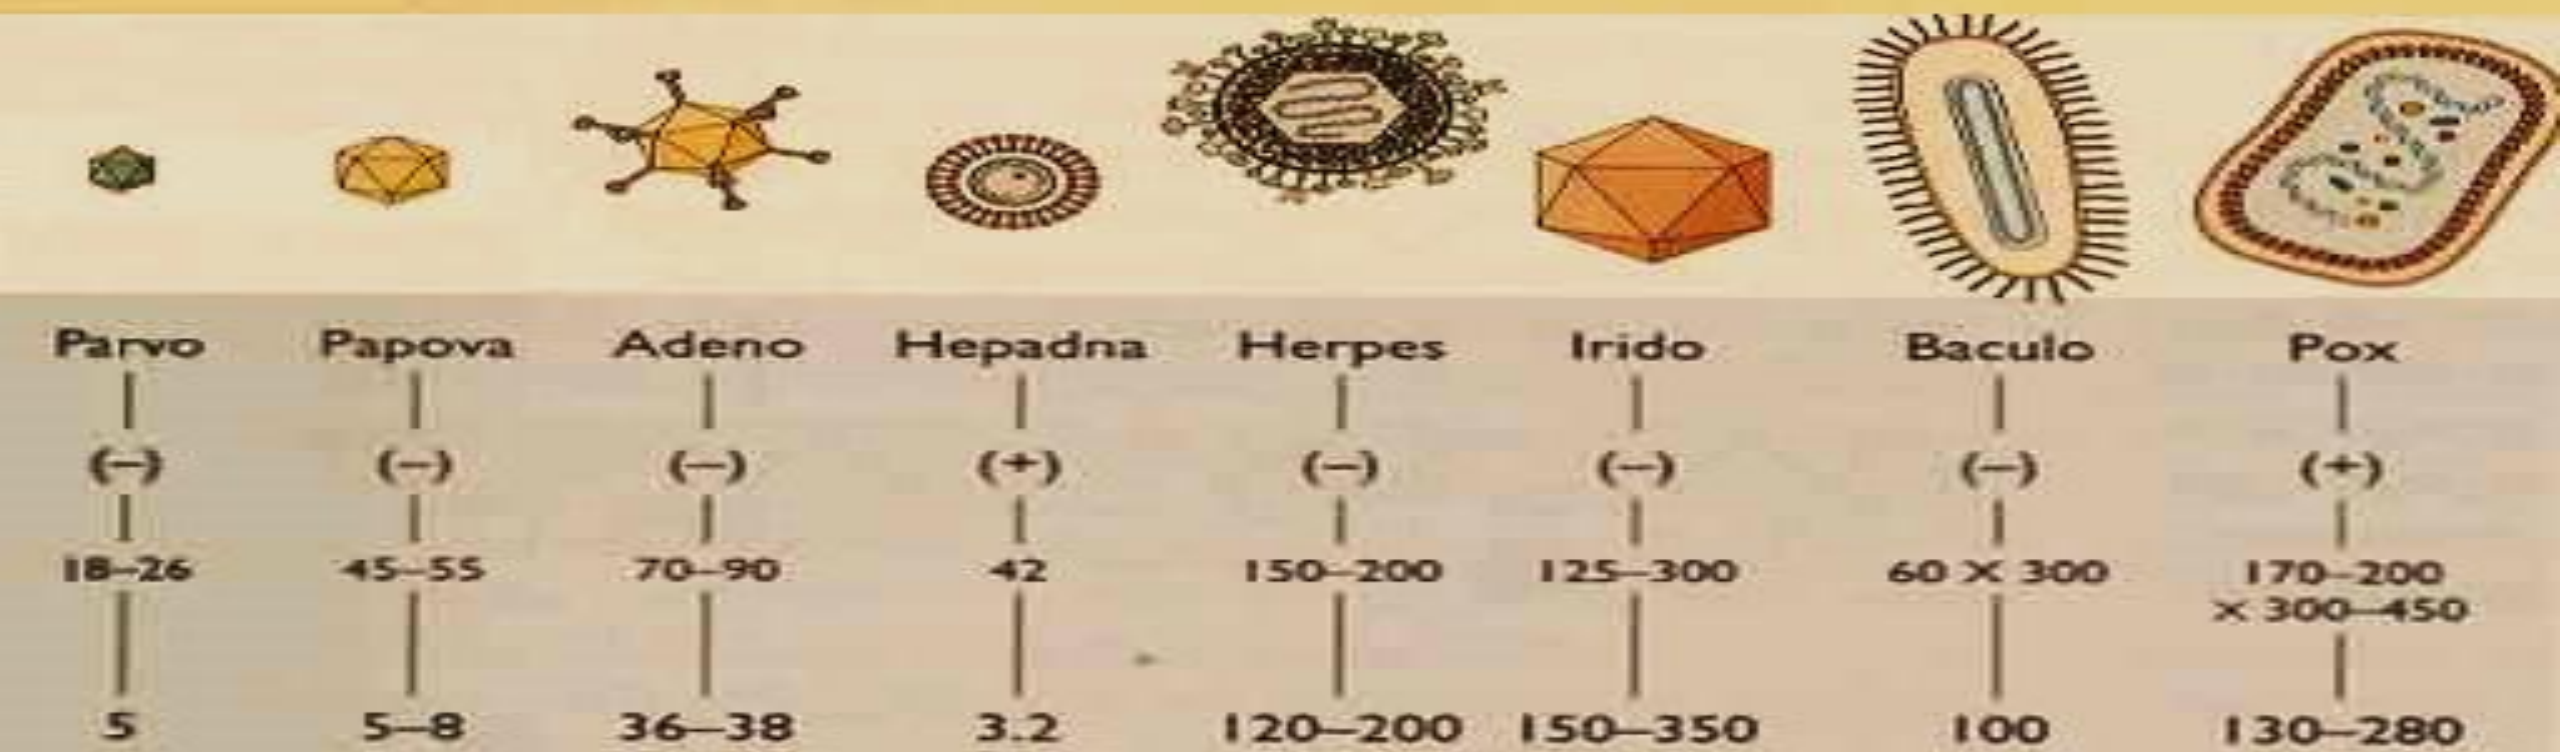 Parvo Papova Adeno Hepadna Herpes Irido Baculo Pox
(–) (–) (–) (+) (–) (–) (–) (+)
18–26 45–55 70–90 42 150–200 125–300 60 X 300 170–200
x 300–450
5 5–8 36–38 3.2 120–200 150–350 100 130–280